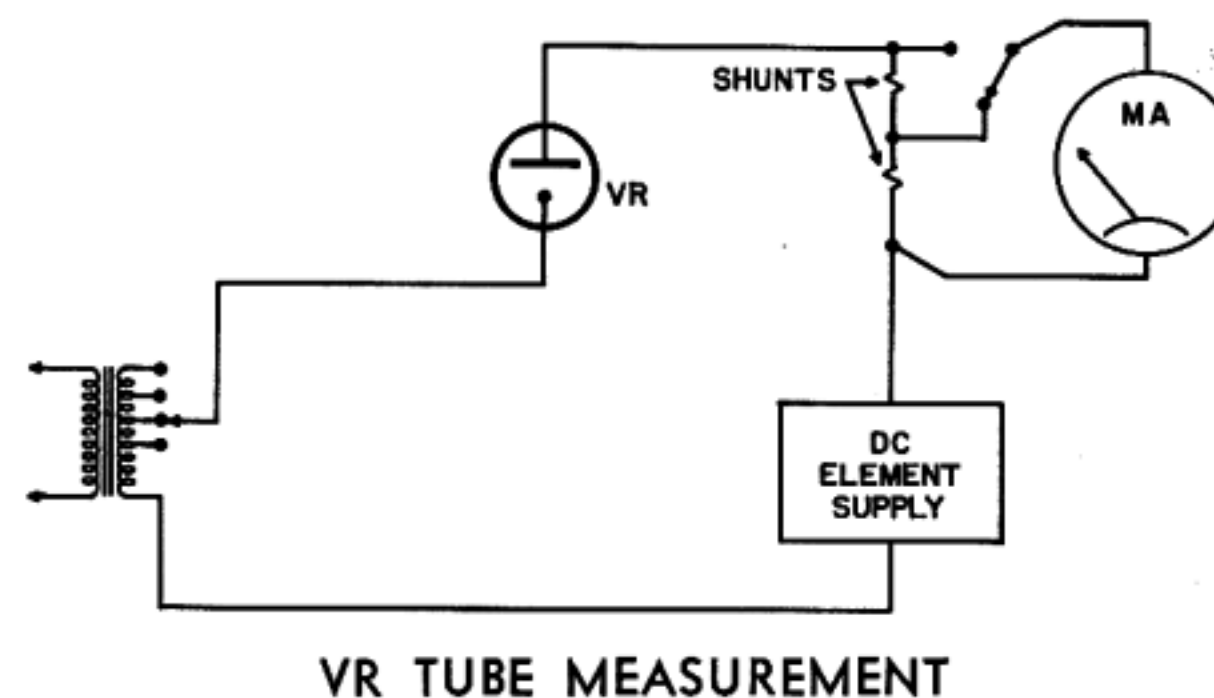 SHUNTS
MA
VR
DC
ELEMENT
SUPPLY
VR TUBE MEASUREMENT